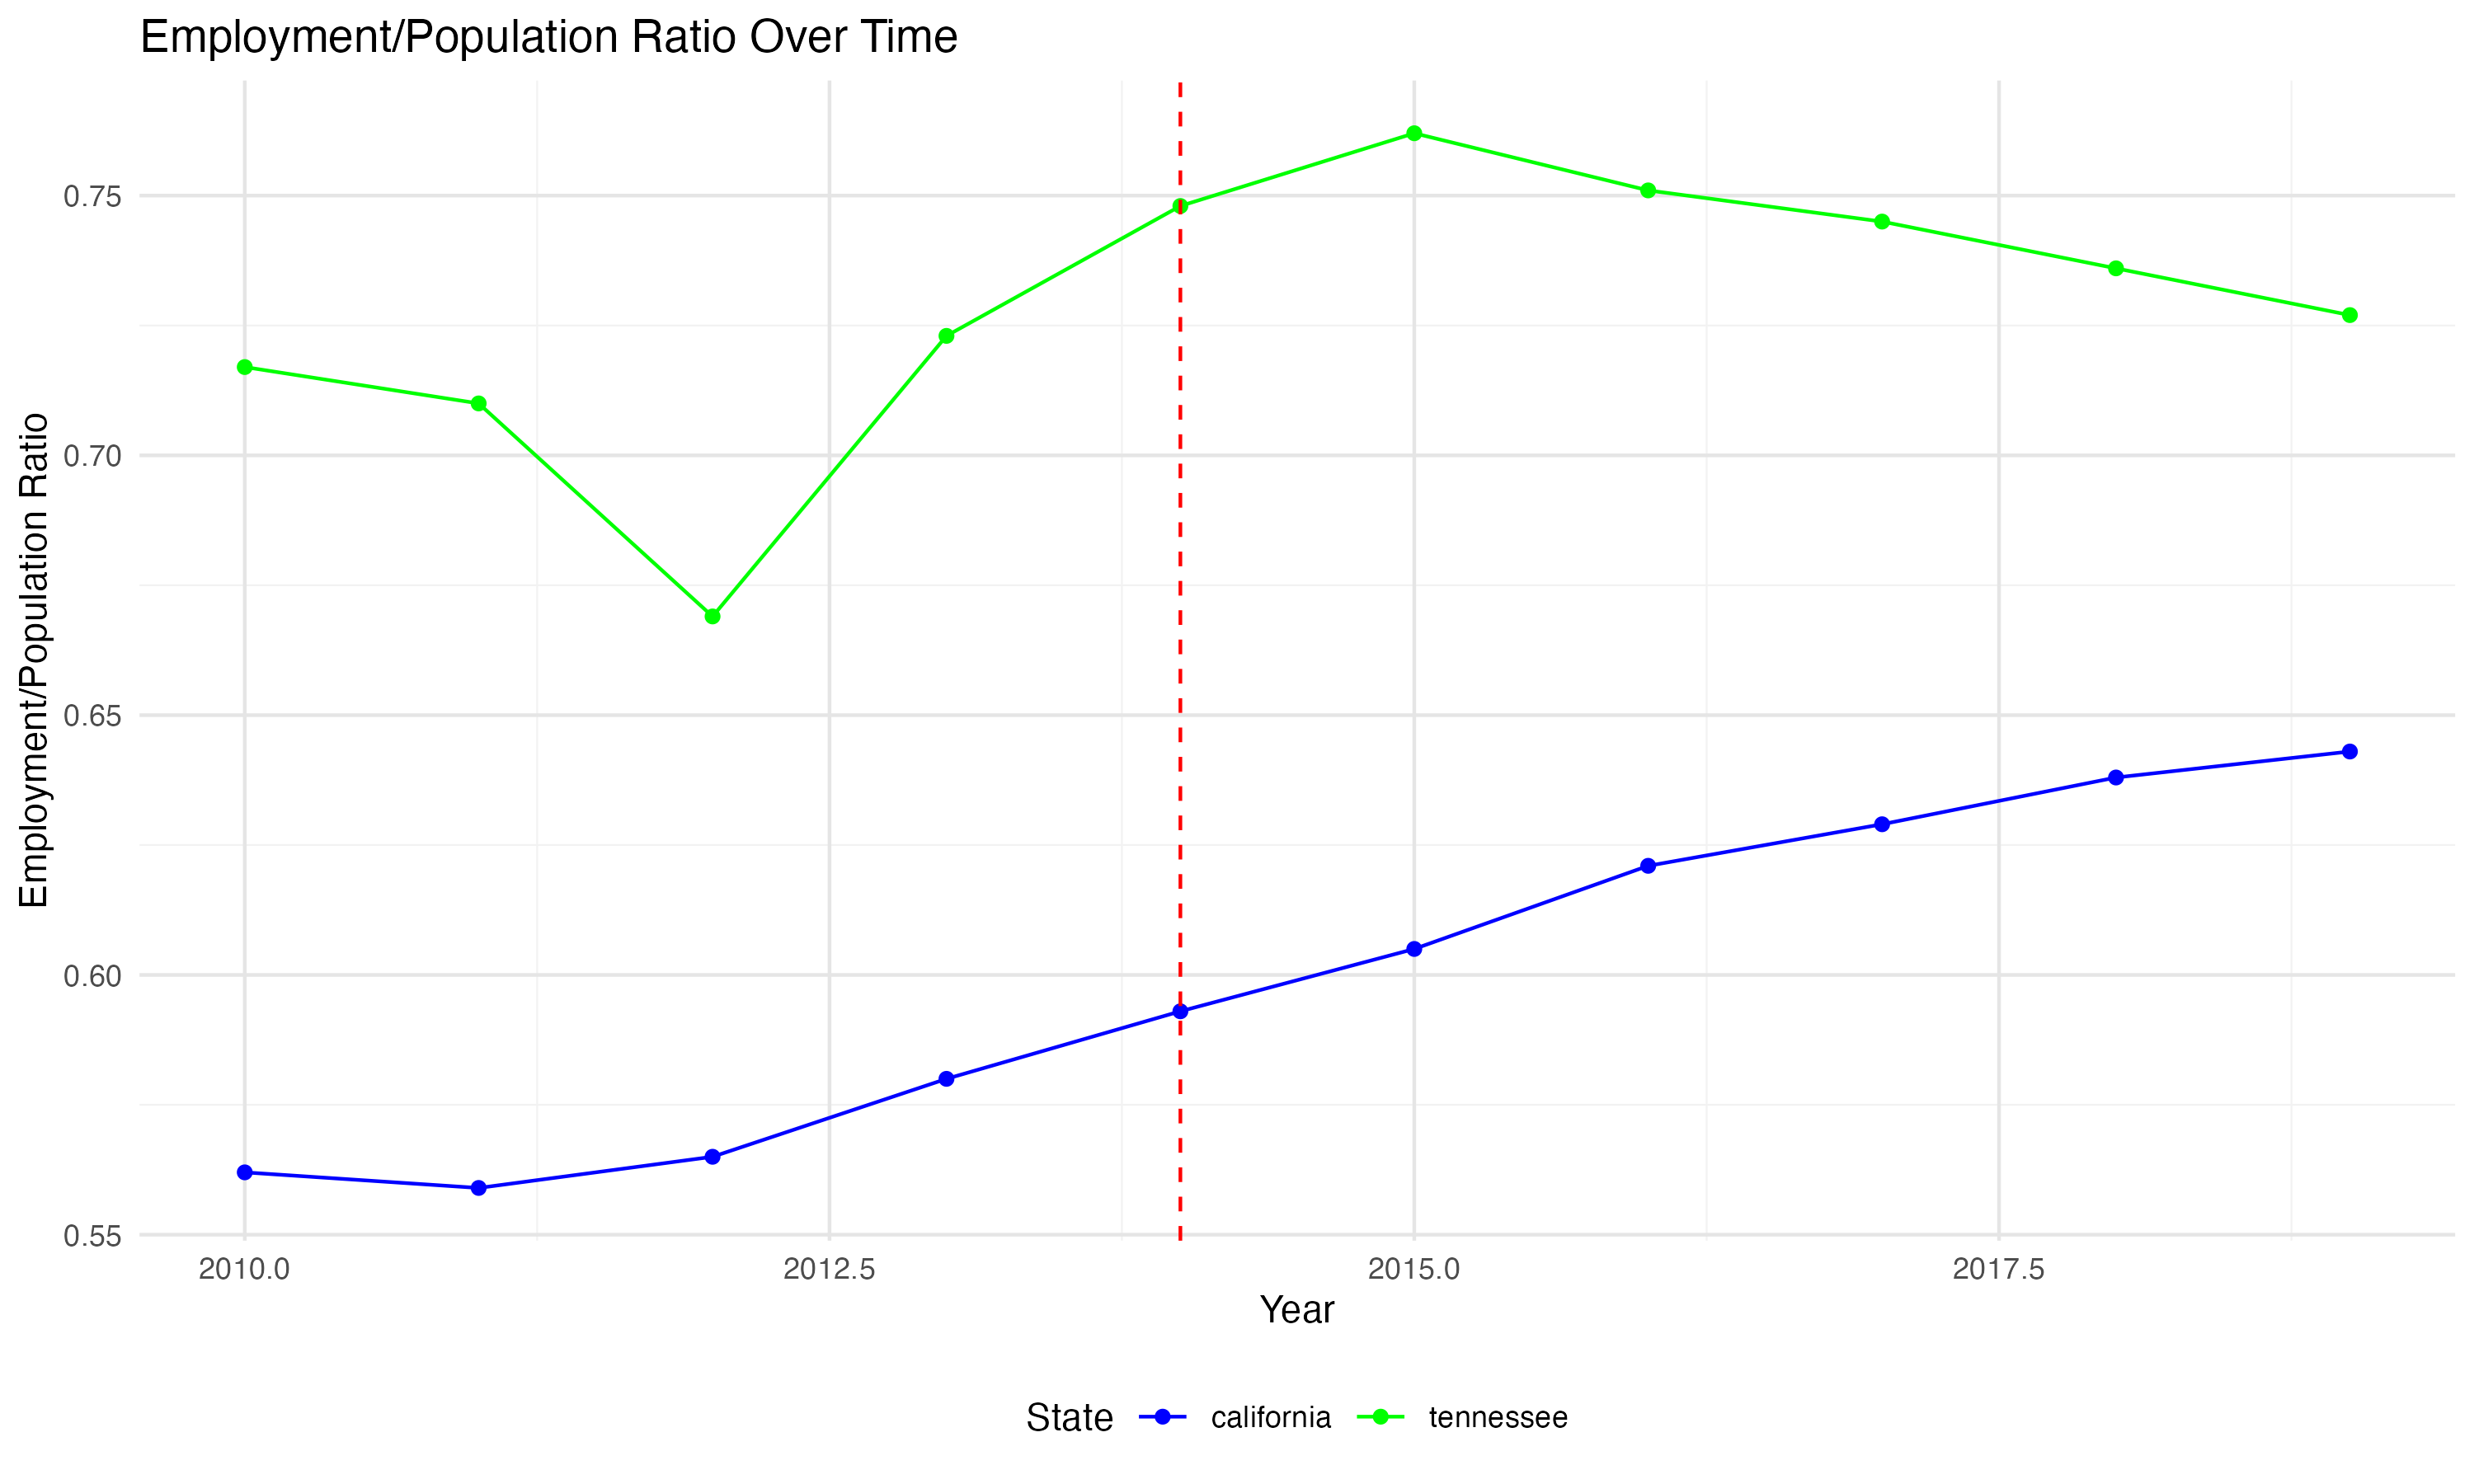 Employment/Population Ratio Over Time
Employment/Population Ratio
0.75
0.70
0.65
0.60
0.55
2010.0 2012.5 2015.0 2017.5
Year
State california tennessee